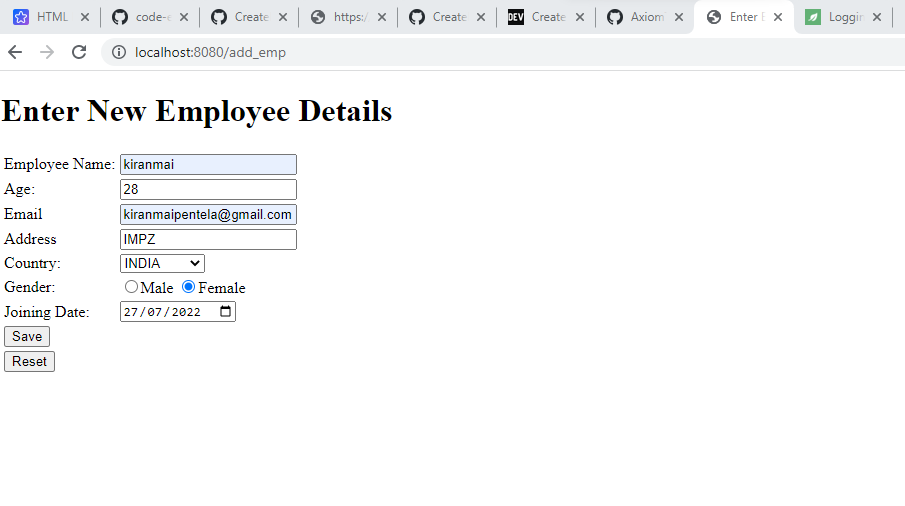 HTML code-e Create https:/ Create DEV Create Axiom Enter E Loggin
localhost:8080/add_emp
Enter New Employee Details
Employee Name: kiranmai
Age: 28
Email kiranmaipentela@gmail.com
Address IMPZ
Country: INDIA
Gender: Male Female
Joining Date: 27/07/2022
Save
Reset